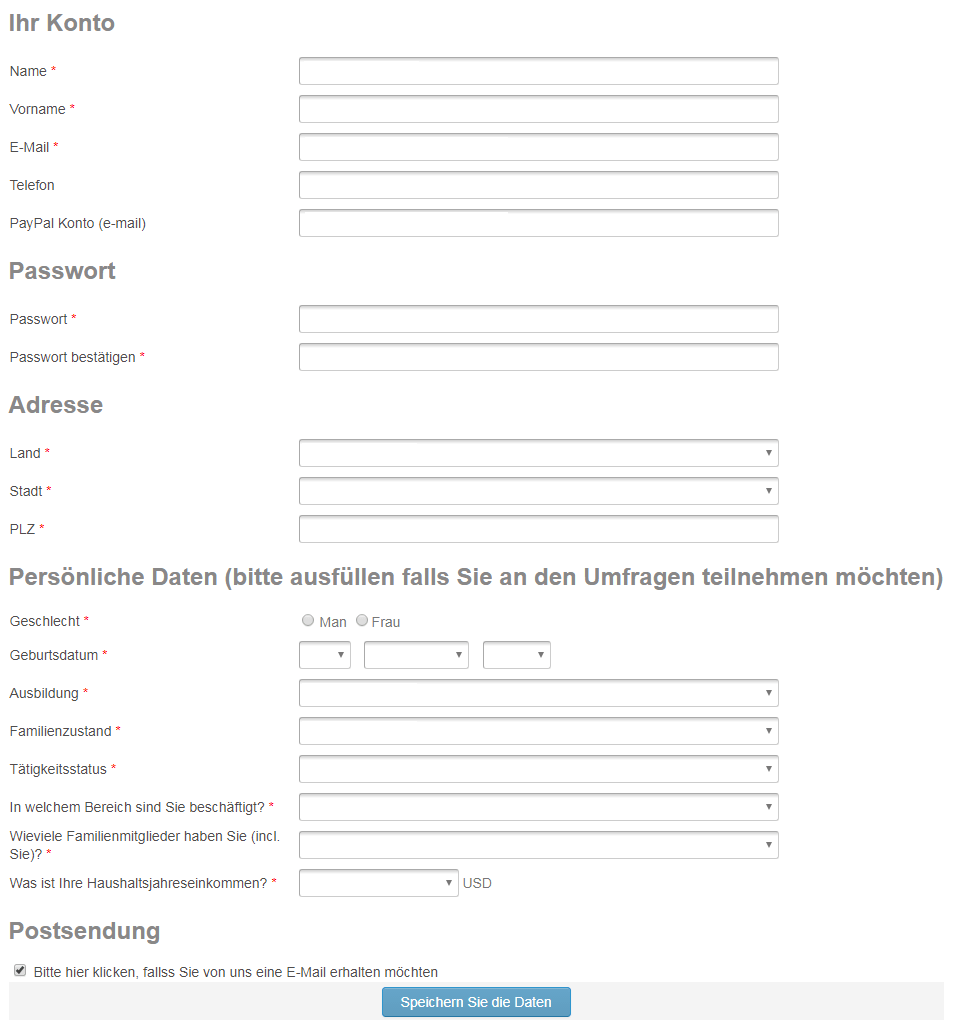 Ihr Konto
Name *
Vorname *
E-Mail *
Telefon
PayPal Konto (e-mail)
Passwort
Passwort *
Passwort bestätigen *
Adresse
Land *
Stadt *
PLZ *
Persönliche Daten (bitte ausfüllen falls Sie an den Umfragen teilnehmen möchten)
Geschlecht * Man Frau
Geburtsdatum *
Ausbildung *
Familienzustand *
Tätigkeitsstatus *
In welchem Bereich sind Sie beschäftigt? *
Wieviele Familienmitglieder haben Sie (incl.
Sie)? *
Was ist Ihre Haushaltsjahreseinkommen? * USD
Postsendung
Bitte hier klicken, fallss Sie von uns eine E-Mail erhalten möchten
Speichern Sie die Daten